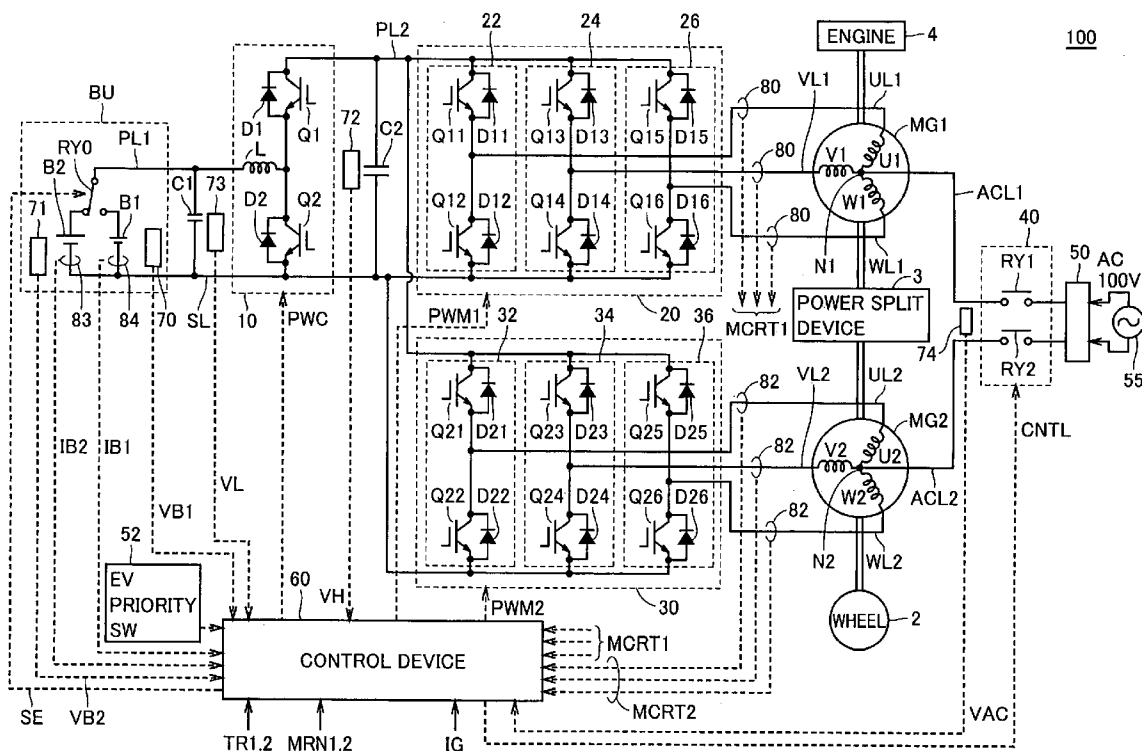 22 24 26
PL2
ENGINE 4
100
BU
PL1
RY0
B2
D1 Q1
72
C2
Q11 D11 Q13 D13 Q15 D15
80 VL1 UL1
MG1
V1 U1
W1
80
ACL1
71
C1 73
L
D2 Q2
B1
Q12 D12 Q14 D14 Q16 D16
80
N1 WL1
40
RY1
50 AC
100V
83 84 70 SL 10 PWC PWM1 20
MCRT1
3
POWER SPLIT
DEVICE
74
RY2
55
32 34 36
VL2 UL2
82
MG2
CNTL
IB2 IB1
VL
VB1
Q21 D21 Q23 D23 Q25 D25
82
V2 U2
W2
ACL2
Q22 D22 Q24 D24 Q26 D26
82
N2 WL2
52
EV
PRIORITY
SW
60
VH
PWM2 30
WHEEL 2
CONTROL DEVICE
MCRT1
MCRT2
SE VB2
VAC
TR1,2 MRN1,2 IG